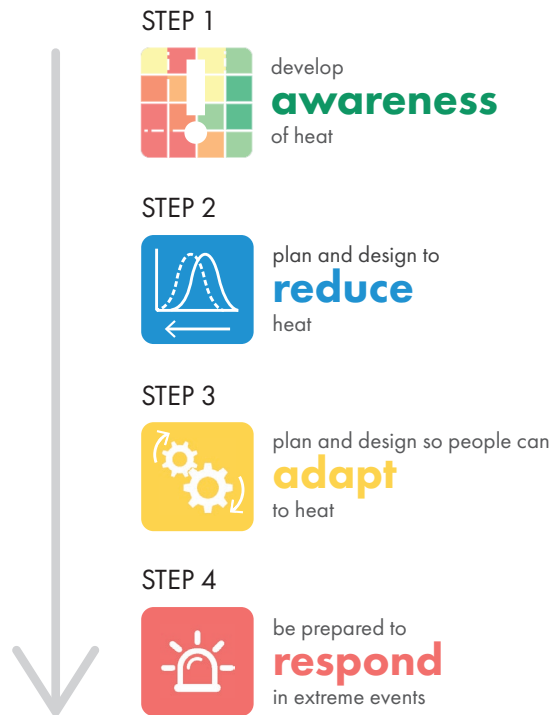 STEP 1
develop
awareness
of heat
STEP 2
plan and design to
reduce
heat
STEP 3
plan and design so people can
adapt
to heat
STEP 4
be prepared to
respond
in extreme events